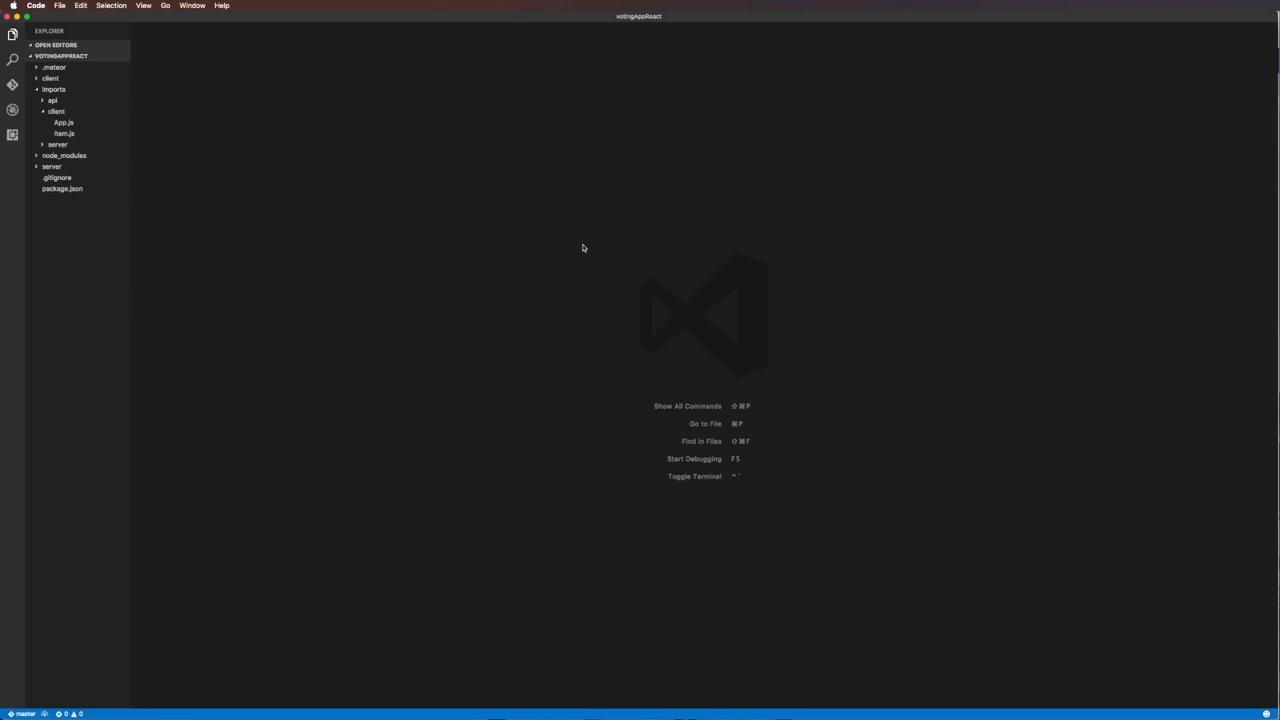 Code File Edit Selection View Go Window Help
votingAppReact
EXPLORER
OPEN EDITORS
VOTINGAPPREACT
.meteor
client
imports
api
client
App.js
Item.js
server
node_modules
server
.gitignore
package.json
Show All Commands ⇧⌘P
Go to File ⌘P
Find in Files ⇧⌘F
Start Debugging F5
Toggle Terminal ⌃`
master 0 0